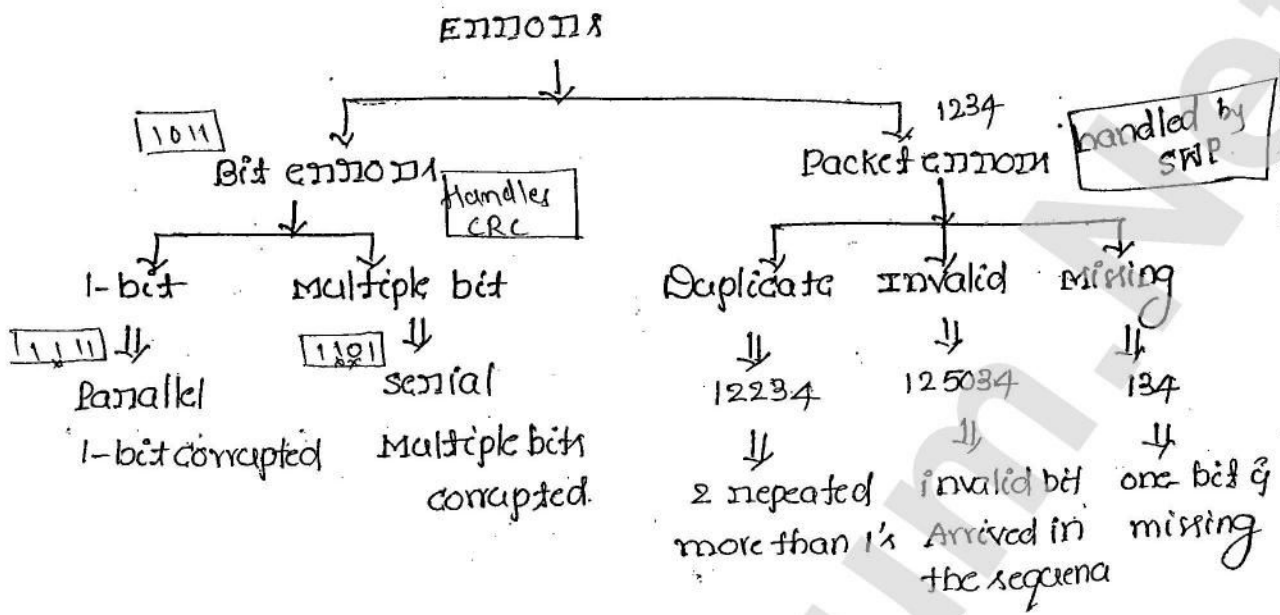 Errors
1234
handled by
SWP
1011
Bit errors
Packet errors
Handles
CRC
1-bit
Multiple bit
Duplicate
Invalid
Missing
1111
1101
Parallel
serial
12234
125034
134
1-bit corrupted
Multiple bits
corrupted.
2 repeated
more than 1's
invalid bit
Arrived in
the sequena
one bit is
missing